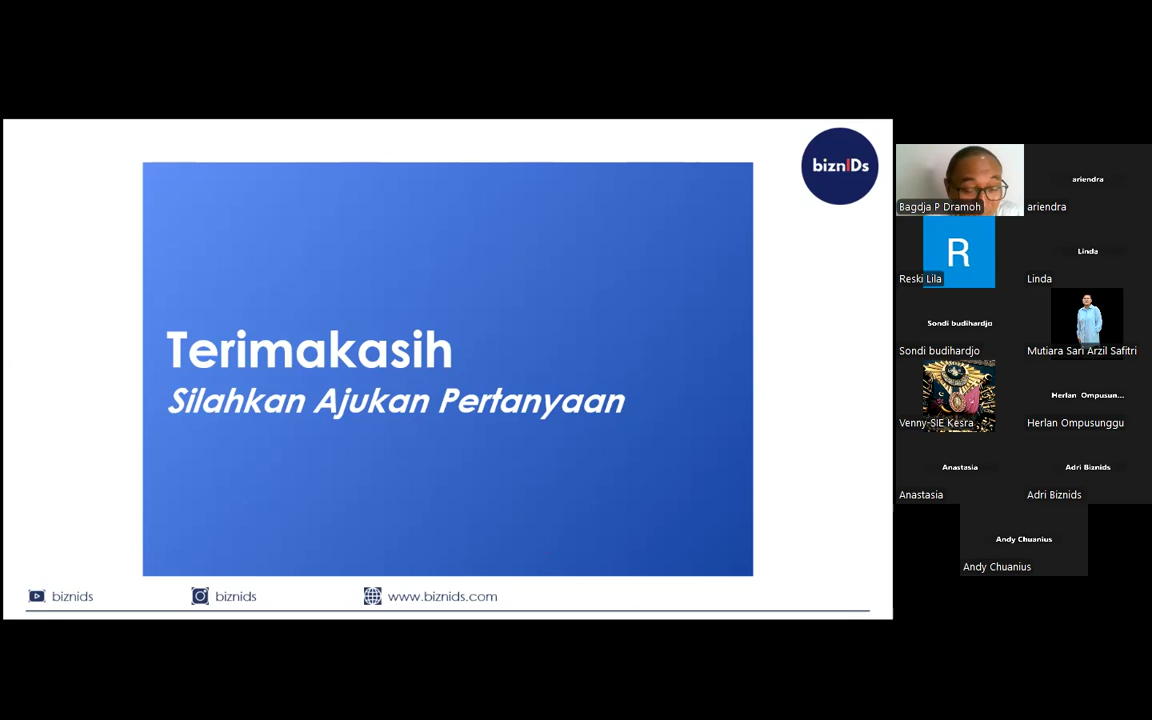 biznIDs
Terimakasih
Silahkan Ajukan Pertanyaan
biznids
biznids
www.biznids.com
Bagdja P Dramoh
ariendra
ariendra
R
Reski Lila
Linda
Linda
Sondi budihardjo
Sondi budihardjo
Mutiara Sari Arzil Safitri
Venny-SIE Kesra
Herlan Ompusun...
Herlan Ompusunggu
Anastasia
Anastasia
Adri Biznids
Adri Biznids
Andy Chuanius
Andy Chuanius